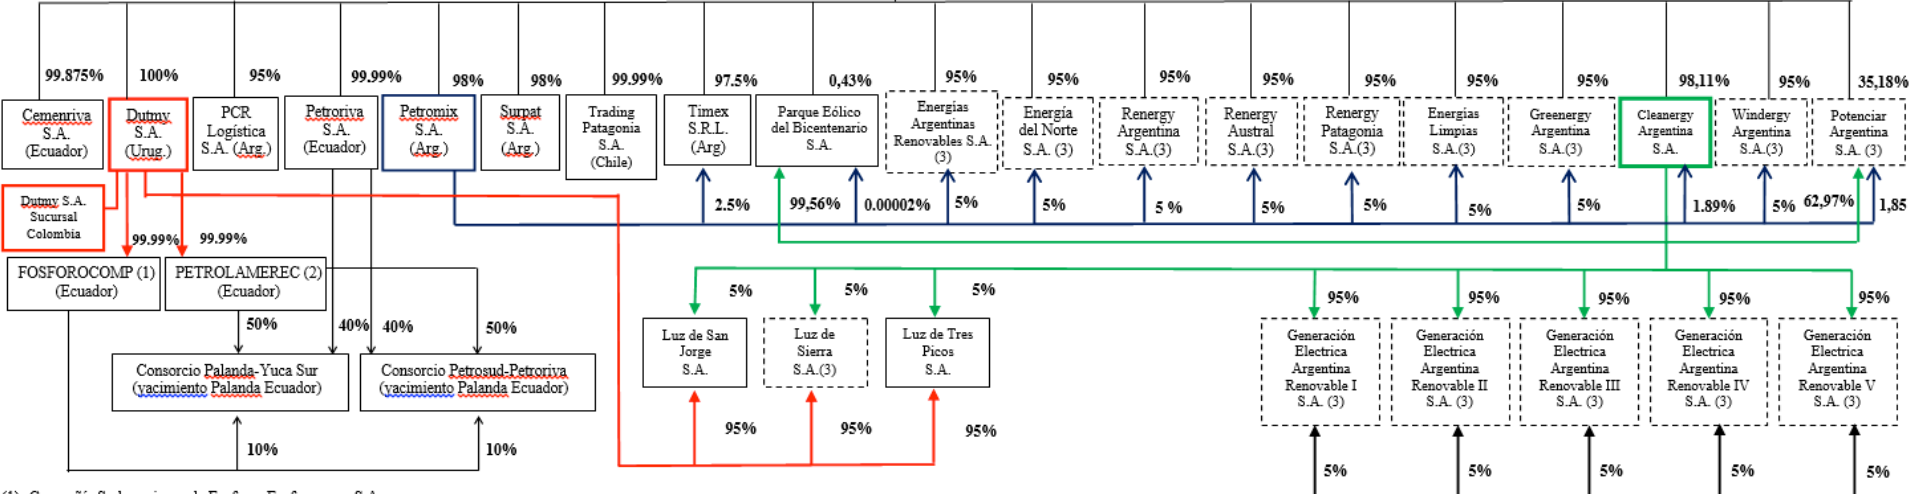 99.875%
100%
95%
99.99%
98%
98%
99.99%
97.5%
0,43%
95%
95%
95%
95%
95%
95%
95%
98,11%
95%
35,18%
Cemenriva
S.A.
(Ecuador)
Dutmy
S.A.
(Urug.)
PCR
Logística
S.A. (Arg.)
Petroriva
S.A.
(Ecuador)
Petromix
S.A.
(Arg.)
Surpat
S.A.
(Arg.)
Trading
Patagonia
S.A.
(Chile)
Timex
S.R.L.
(Arg)
Parque Eólico
del Bicentenario
S.A.
Energías
Argentinas
Renovables S.A.
(3)
Energía
del Norte
S.A. (3)
Renergy
Argentina
S.A.(3)
Renergy
Austral
S.A.(3)
Renergy
Patagonia
S.A.(3)
Energias
Limpias
S.A.(3)
Greenergy
Argentina
S.A.(3)
Cleanergy
Argentina
S.A.
Windergy
Argentina
S.A.(3)
Potenciar
Argentina
S.A. (3)
Dutmy S.A.
Sucursal
Colombia
2.5%
99,56%
0.00002%
5%
5%
5 %
5%
5%
5%
5%
1.89%
5%
62,97%
1,85
99.99%
99.99%
FOSFOROCOMP (1)
(Ecuador)
PETROLAMEREC (2)
(Ecuador)
50%
40%
40%
50%
5%
5%
5%
95%
95%
95%
95%
95%
Consorcio Palanda-Yuca Sur
(yacimiento Palanda Ecuador)
Consorcio Petrosud-Petroriva
(yacimiento Palanda Ecuador)
Luz de San
Jorge
S.A.
Luz de
Sierra
S.A.(3)
Luz de Tres
Picos
S.A.
Generación
Electrica
Argentina
Renovable I
S.A. (3)
Generación
Electrica
Argentina
Renovable II
S.A. (3)
Generación
Electrica
Argentina
Renovable III
S.A. (3)
Generación
Electrica
Argentina
Renovable IV
S.A. (3)
Generación
Electrica
Argentina
Renovable V
S.A. (3)
10%
10%
95%
95%
95%
5%
5%
5%
5%
5%